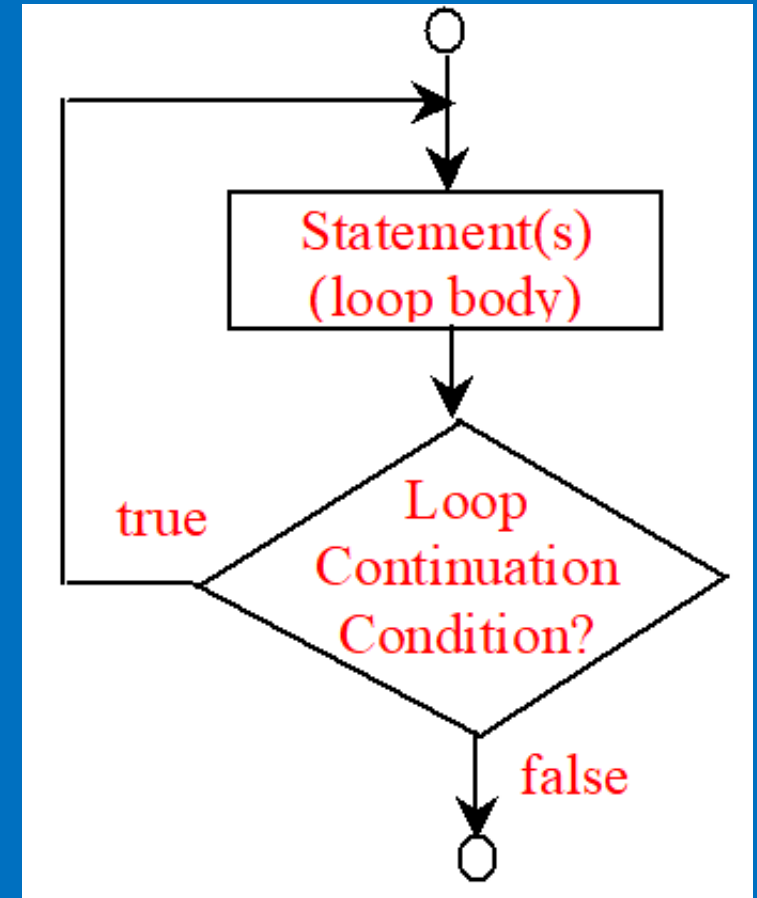 Statement(s)
(loop body)
Loop
true
Continuation
Condition?
false